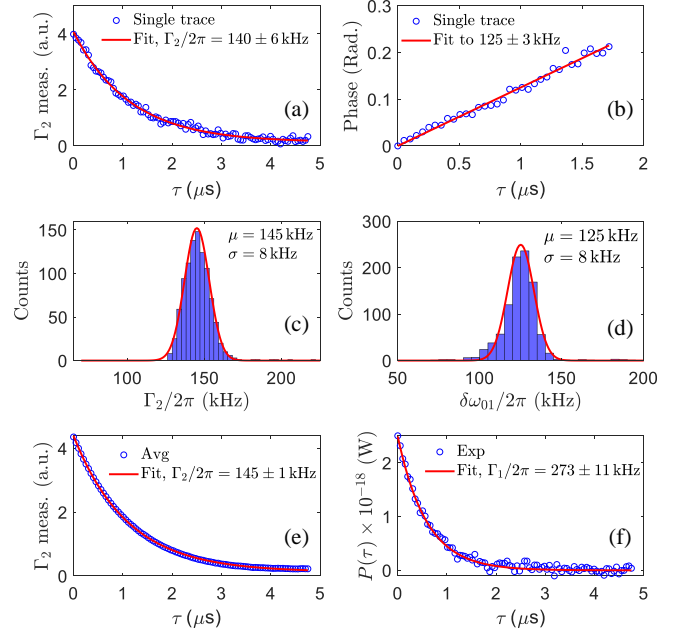 Single trace
Fit, Γ₂/2π = 140 ± 6 kHz
Γ₂ meas. (a.u.)
4
2
0
(a)
0 1 2 3 4 5
τ (μs)
Single trace
Fit to 125 ± 3 kHz
Phase (Rad.)
0.3
0.2
0.1
0
(b)
0 0.5 1 1.5 2
τ (μs)
μ = 145 kHz
σ = 8 kHz
Counts
150
100
50
0
(c)
100 150 200
Γ₂/2π (kHz)
μ = 125 kHz
σ = 8 kHz
Counts
300
200
100
0
(d)
50 100 150 200
δω₀₁/2π (kHz)
Avg
Fit, Γ₂/2π = 145 ± 1 kHz
Γ₂ meas. (a.u.)
4
2
0
(e)
0 1 2 3 4 5
τ (μs)
Exp
Fit, Γ₁/2π = 273 ± 11 kHz
P(τ) × 10⁻¹⁸ (W)
2
1
0
(f)
0 1 2 3 4 5
τ (μs)